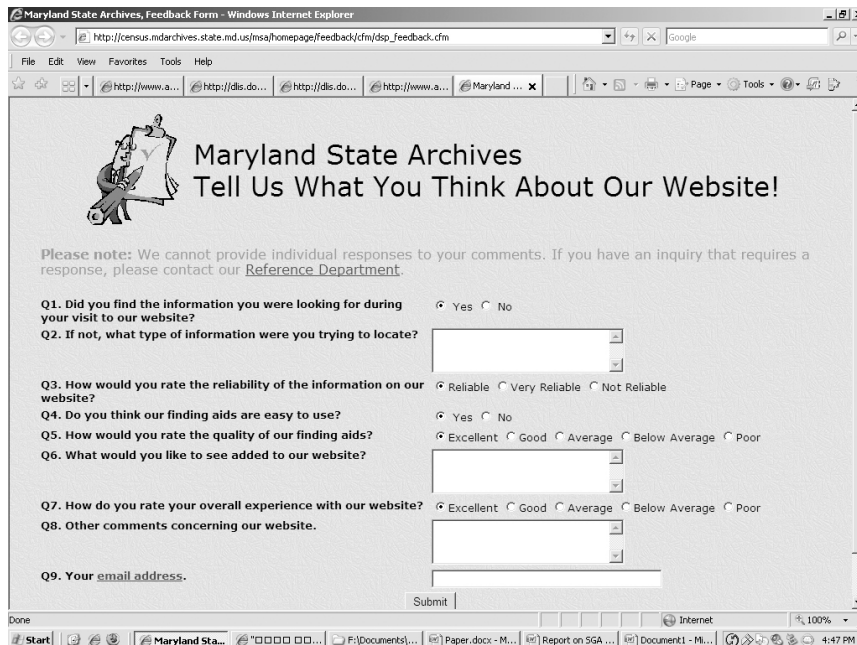 Maryland State Archives, Feedback Form - Windows Internet Explorer
http://census.mdarchives.state.md.us/msa/homepage/feedback/cfm/dsp_feedback.cfm
Google
File Edit View Favorites Tools Help
http://www.a... http://dlis.do... http://dlis.do... http://www.a... Maryland ... Page Tools
Maryland State Archives
Tell Us What You Think About Our Website!
Please note: We cannot provide individual responses to your comments. If you have an inquiry that requires a
response, please contact our Reference Department.
Q1. Did you find the information you were looking for during
your visit to our website?
Yes No
Q2. If not, what type of information were you trying to locate?
Q3. How would you rate the reliability of the information on our
website?
Reliable Very Reliable Not Reliable
Q4. Do you think our finding aids are easy to use?
Yes No
Q5. How would you rate the quality of our finding aids?
Excellent Good Average Below Average Poor
Q6. What would you like to see added to our website?
Q7. How do you rate your overall experience with our website?
Excellent Good Average Below Average Poor
Q8. Other comments concerning our website.
Q9. Your email address.
Submit
Done Internet 100%
Start Maryland Sta... "□□□□ □□... F:\Documents\... Paper.docx - M... Report on SGA ... Document1 - Mi... 4:47 PM